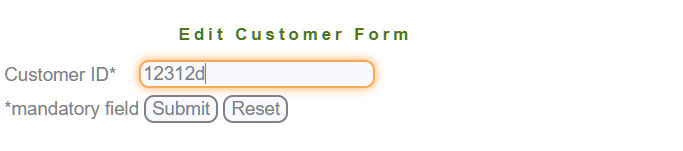 Edit Customer Form
Customer ID* 12312d
*mandatory field Submit Reset